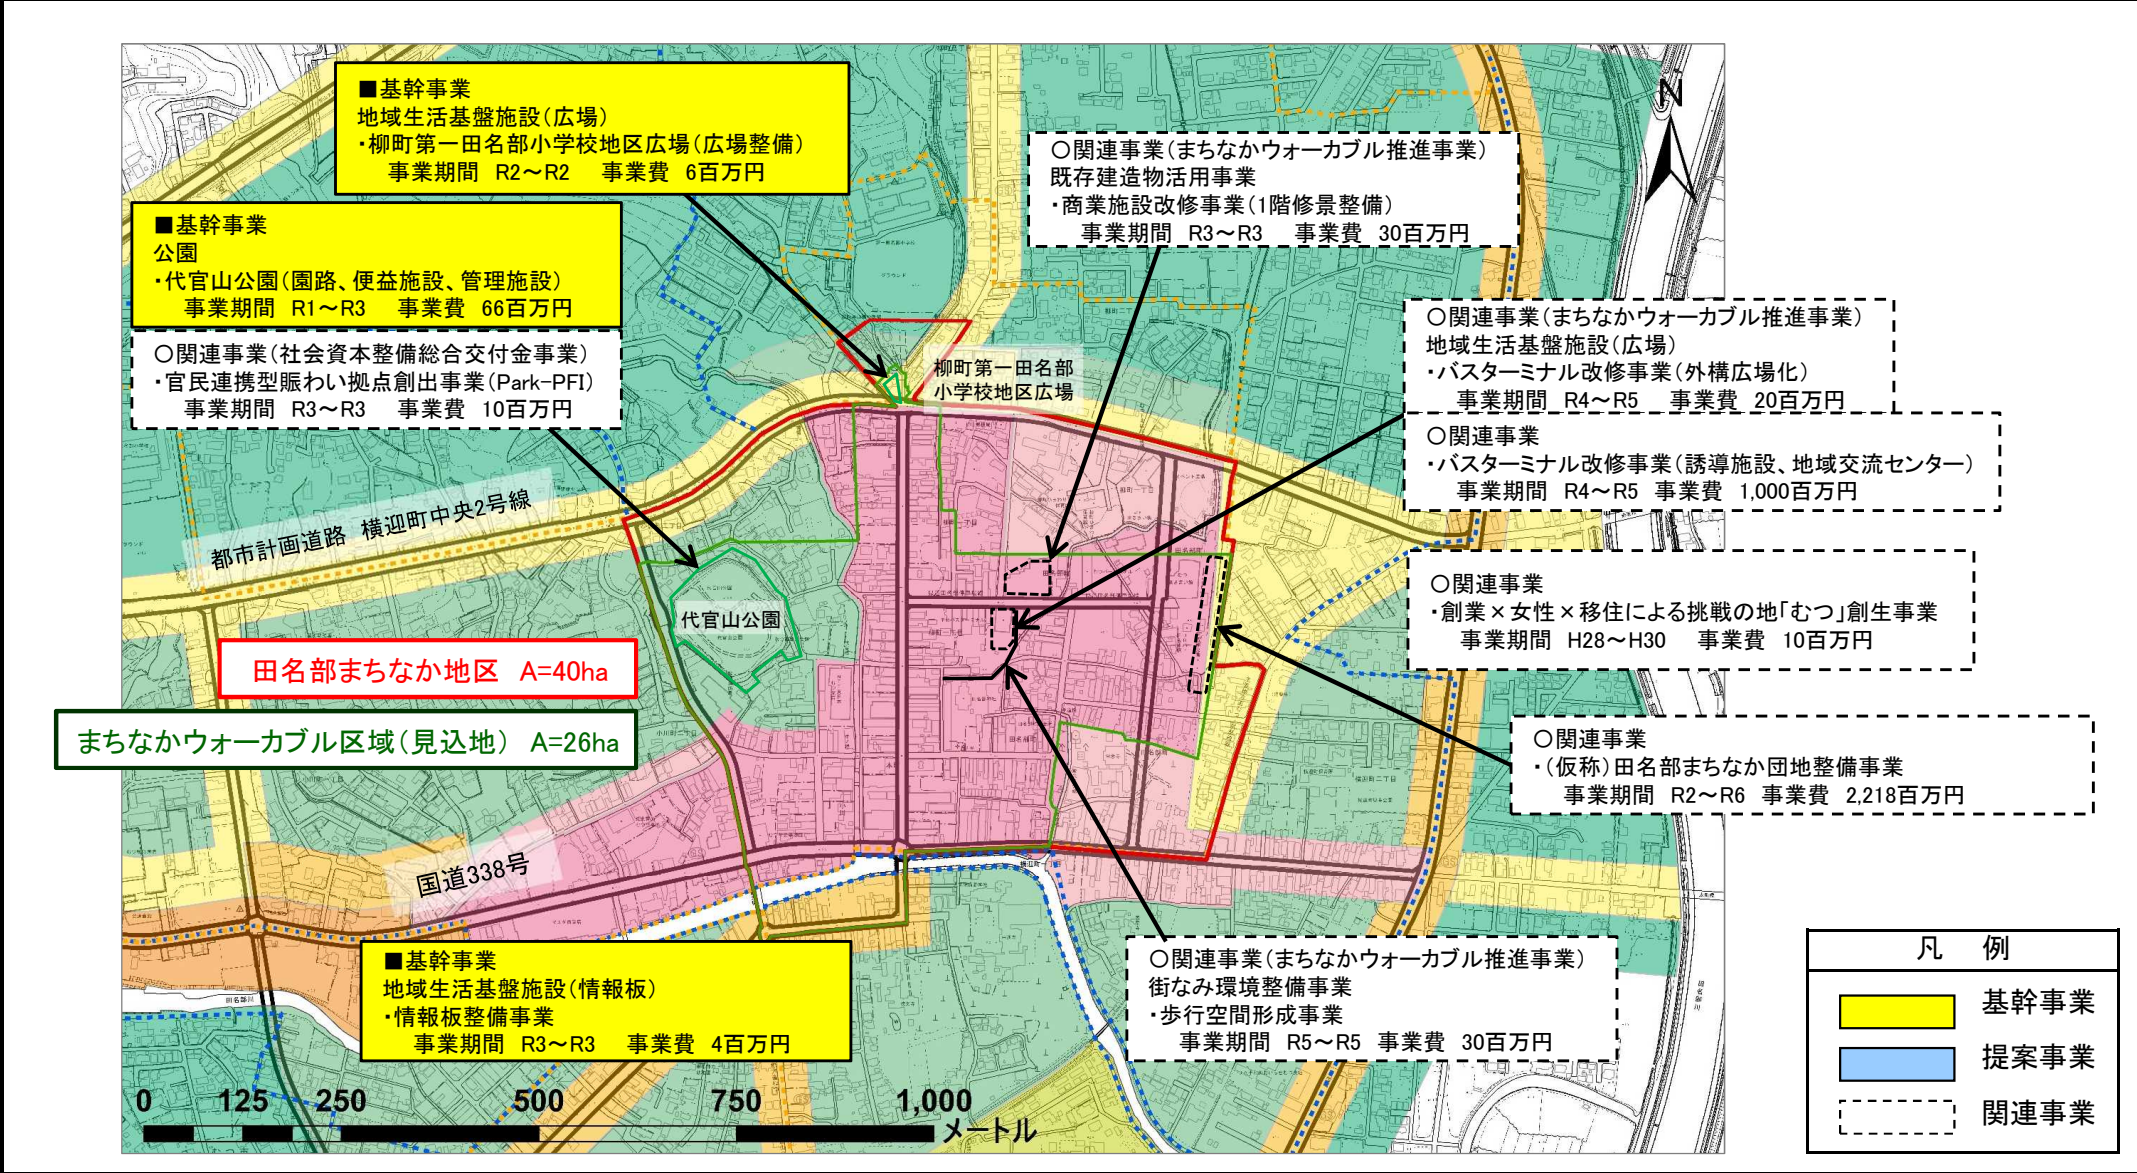 ■基幹事業
地域生活基盤施設(広場)
・柳町第一田名部小学校地区広場(広場整備)
事業期間 R2～R2 事業費 6百万円
■基幹事業
公園
・代官山公園(園路、便益施設、管理施設)
事業期間 R1～R3 事業費 66百万円
〇関連事業(社会資本整備総合交付金事業)
・官民連携型賑わい拠点創出事業(Park-PFI)
事業期間 R3～R3 事業費 10百万円
〇関連事業(まちなかウォーカブル推進事業)
既存建造物活用事業
・商業施設改修事業(1階修景整備)
事業期間 R3～R3 事業費 30百万円
N
〇関連事業(まちなかウォーカブル推進事業)
地域生活基盤施設(広場)
・バスターミナル改修事業(外構広場化)
事業期間 R4～R5 事業費 20百万円
〇関連事業
・バスターミナル改修事業(誘導施設、地域交流センター)
事業期間 R4～R5 事業費 1,000百万円
〇関連事業
・創業×女性×移住による挑戦の地「むつ」創生事業
事業期間 H28～H30 事業費 10百万円
〇関連事業
・(仮称)田名部まちなか団地整備事業
事業期間 R2～R6 事業費 2,218百万円
柳町第一田名部
小学校地区広場
都市計画道路 横迎町中央2号線
代官山公園
田名部まちなか地区 A=40ha
まちなかウォーカブル区域(見込地) A=26ha
国道338号
■基幹事業
地域生活基盤施設(情報板)
・情報板整備事業
事業期間 R3～R3 事業費 4百万円
〇関連事業(まちなかウォーカブル推進事業)
街なみ環境整備事業
・歩行空間形成事業
事業期間 R5～R5 事業費 30百万円
0 125 250 500 750 1,000
メートル
凡 例
基幹事業
提案事業
関連事業